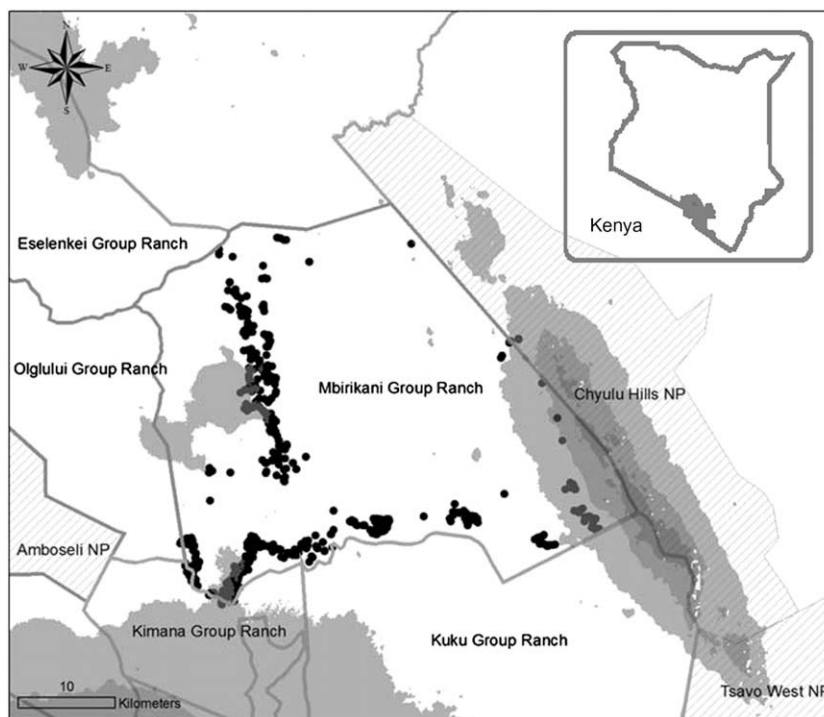 N
W E
S
Kenya
Eselenkei Group Ranch
Olglului Group Ranch
Mbirikani Group Ranch
Chyulu Hills NP
Amboseli NP
Kimana Group Ranch
Kuku Group Ranch
Tsavo West NP
10
Kilometers